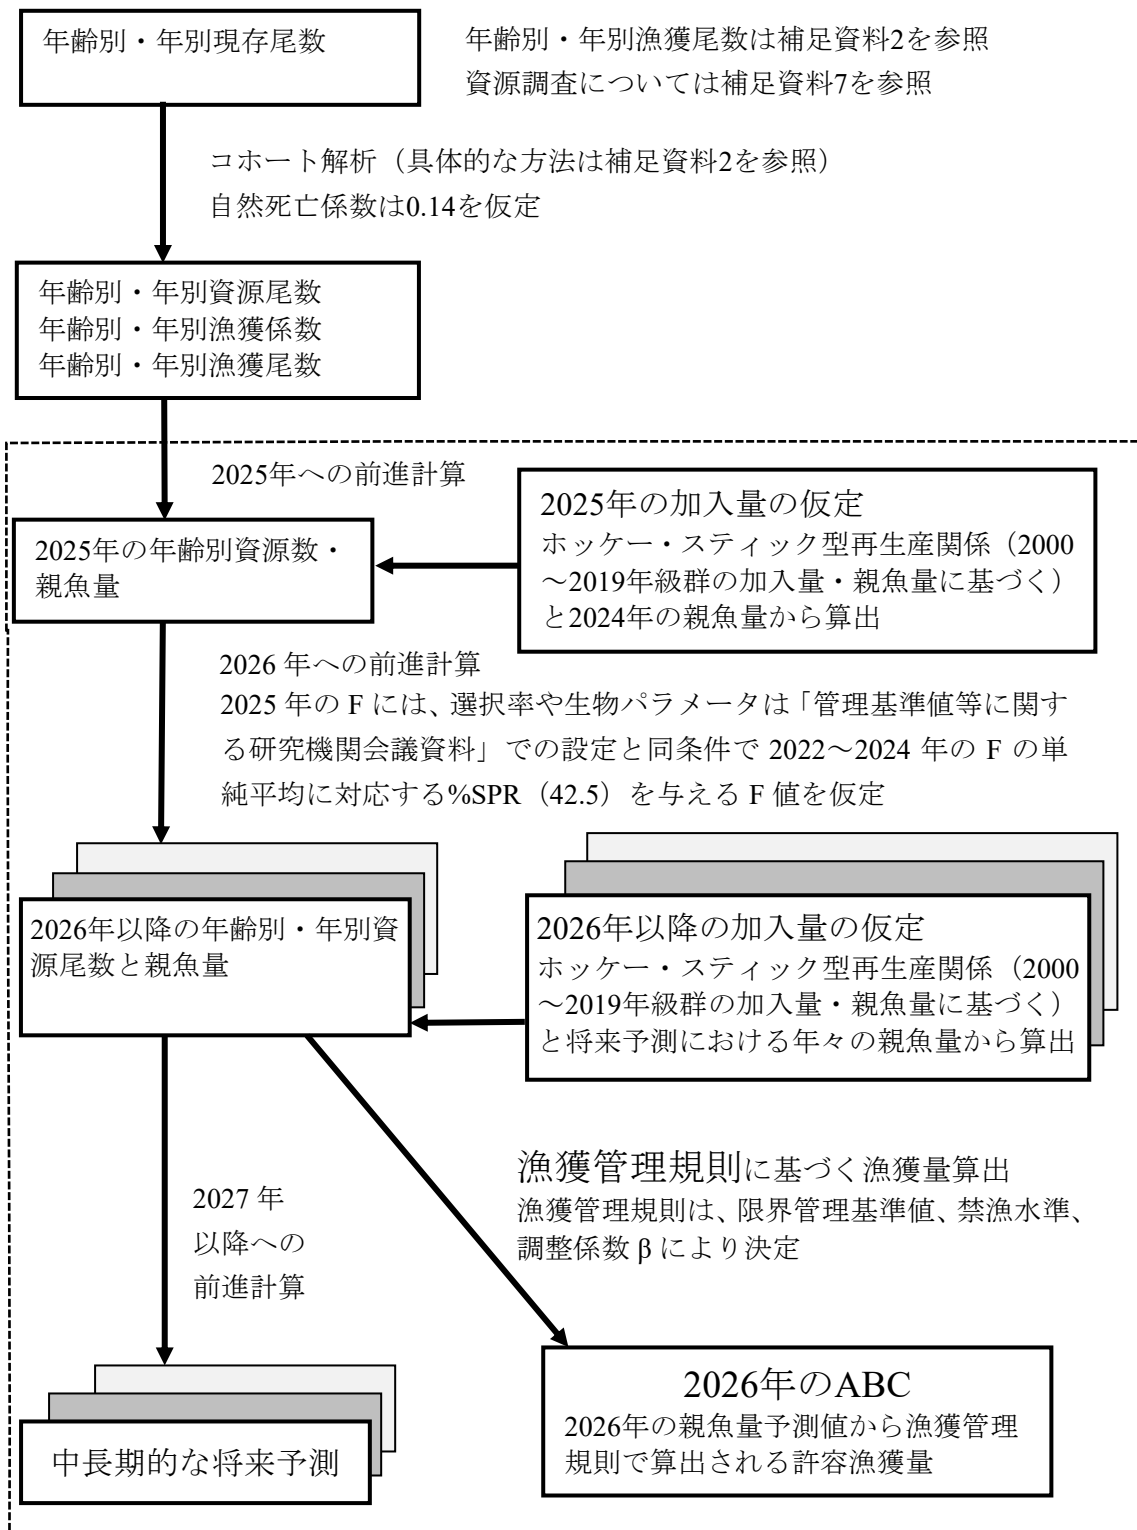 年齢別・年別現存尾数
年齢別・年別漁獲尾数は補足資料2を参照
資源調査については補足資料7を参照
コホート解析（具体的な方法は補足資料2を参照）
自然死亡係数は0.14を仮定
年齢別・年別資源尾数
年齢別・年別漁獲係数
年齢別・年別漁獲尾数
2025年への前進計算
2025年の年齢別資源数・
親魚量
2025年の加入量の仮定
ホッケー・スティック型再生産関係（2000
～2019年級群の加入量・親魚量に基づく）
と2024年の親魚量から算出
2026 年への前進計算
2025 年の F には、選択率や生物パラメータは「管理基準値等に関す
る研究機関会議資料」での設定と同条件で 2022～2024 年の F の単
純平均に対応する%SPR（42.5）を与える F 値を仮定
2026年以降の年齢別・年別資
源尾数と親魚量
2026年以降の加入量の仮定
ホッケー・スティック型再生産関係（2000
～2019年級群の加入量・親魚量に基づく）
と将来予測における年々の親魚量から算出
2027 年
以降への
前進計算
漁獲管理規則に基づく漁獲量算出
漁獲管理規則は、限界管理基準値、禁漁水準、
調整係数 β により決定
中長期的な将来予測
2026年のABC
2026年の親魚量予測値から漁獲管理
規則で算出される許容漁獲量